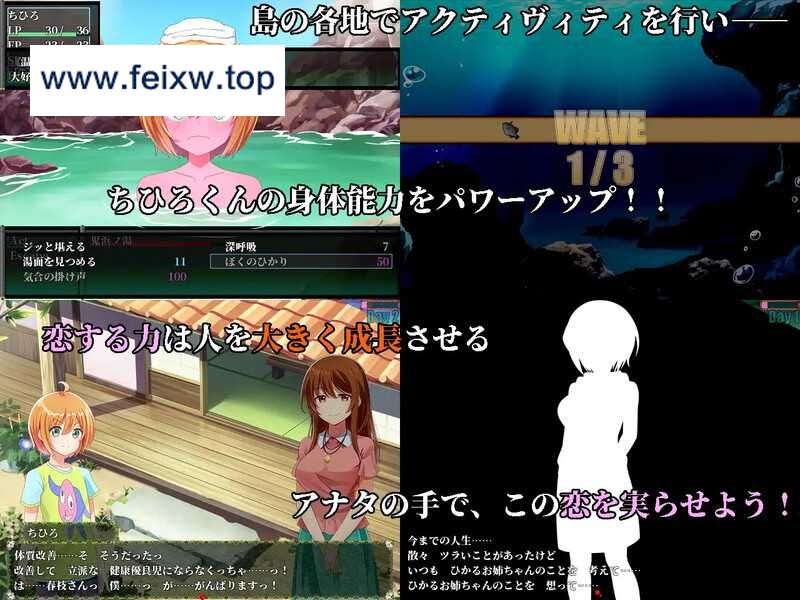 島の各地でアクティヴィティを行い――
ちひろ
LP 30/ 36
www.feixw.top
WAVE
1/3
ちひろくんの身体能力をパワーアップ！！
ジッと堪える
深呼吸 7
湯面を見つめる 11
ぼくのひかり 50
気合の掛け声 100
Day 2
Day 1
恋する力は人を大きく成長させる
アナタの手で、この恋を実らせよう！
ちひろ
体質改善……そ そうだったっ
改善して 立派な 健康優良児にならなくっちゃ……っ！
は……春枝さんっ 僕……っ が……がんばりますっ！
今までの人生……
散々 ツラいことがあったけど
いつも ひかるお姉ちゃんのことを 考えて……
ひかるお姉ちゃんのことを 想って……